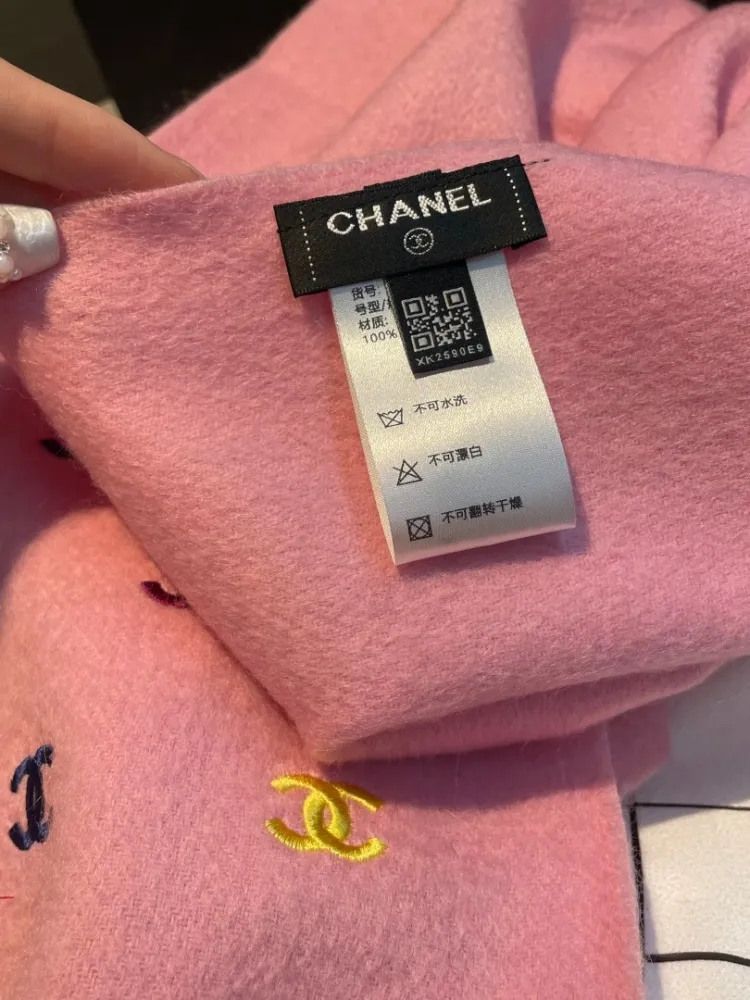 CHANEL
货号:
号型/
材质:
100%
XK2590E9
不可水洗
不可漂白
不可翻转干燥